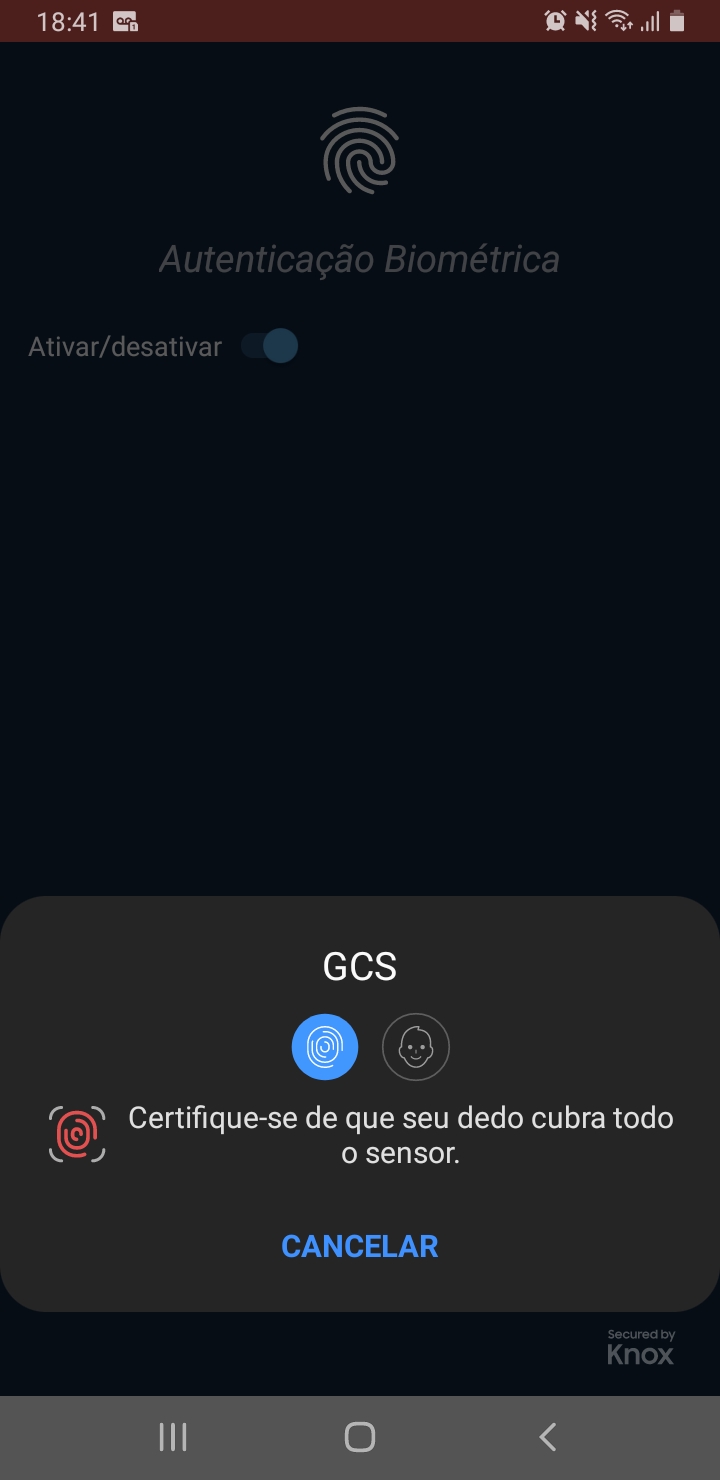 18:41
Autenticação Biométrica
Ativar/desativar
GCS
Certifique-se de que seu dedo cubra todo
o sensor.
CANCELAR
Secured by
Knox